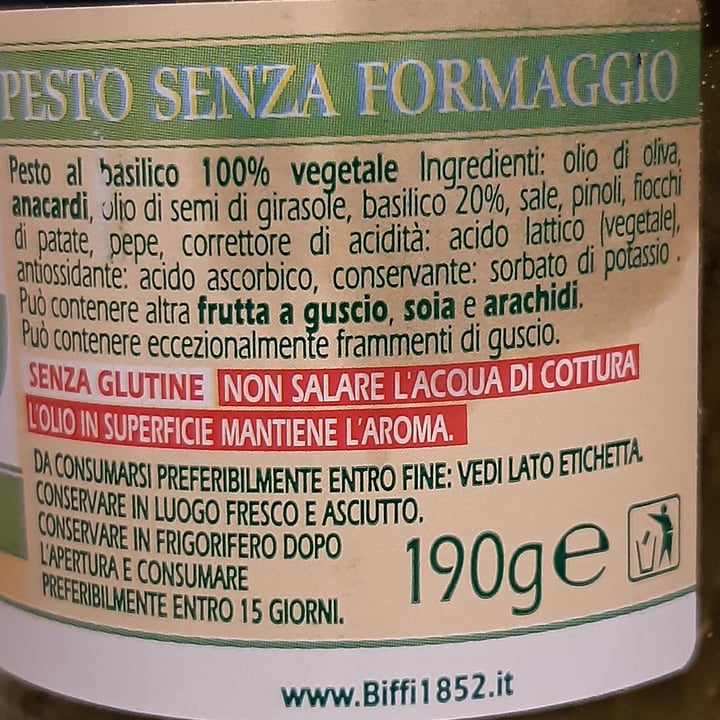 PESTO SENZA FORMAGGIO
Pesto al basilico 100% vegetale Ingredienti: olio di oliva,
anacardi, olio di semi di girasole, basilico 20%, sale, pinoli, fiocchi
di patate, pepe, correttore di acidità: acido lattico (vegetale),
antiossidante: acido ascorbico, conservante: sorbato di potassio.
Può contenere altra frutta a guscio, soia e arachidi.
Può contenere eccezionalmente frammenti di guscio.
SENZA GLUTINE NON SALARE L'ACQUA DI COTTURA
L'OLIO IN SUPERFICIE MANTIENE L'AROMA.
DA CONSUMARSI PREFERIBILMENTE ENTRO FINE: VEDI LATO ETICHETTA.
CONSERVARE IN LUOGO FRESCO E ASCIUTTO.
CONSERVARE IN FRIGORIFERO DOPO
L'APERTURA E CONSUMARE
PREFERIBILMENTE ENTRO 15 GIORNI.
190g e
www.Biffi1852.it